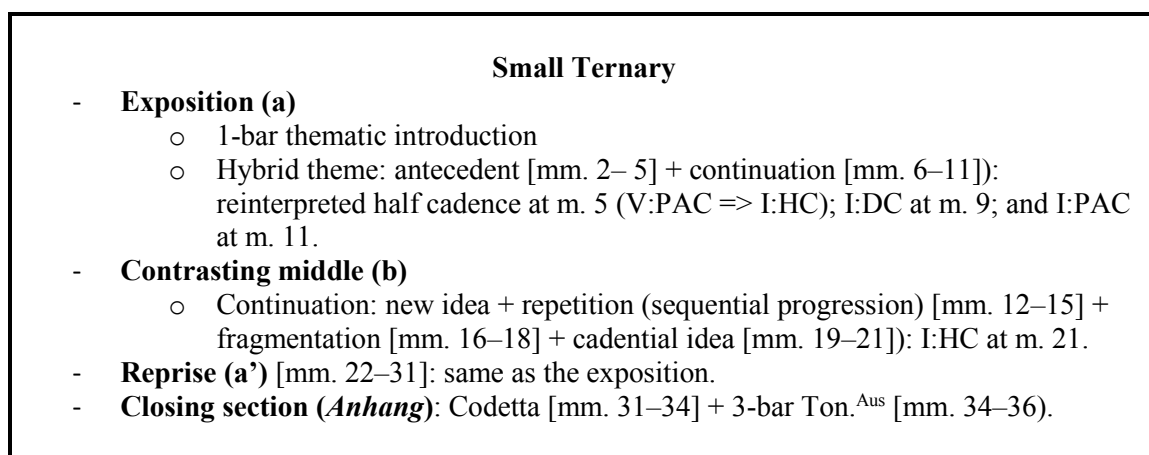 Small Ternary
- Exposition (a)
o 1-bar thematic introduction
o Hybrid theme: antecedent [mm. 2– 5] + continuation [mm. 6–11]):
reinterpreted half cadence at m. 5 (V:PAC => I:HC); I:DC at m. 9; and I:PAC
at m. 11.
- Contrasting middle (b)
o Continuation: new idea + repetition (sequential progression) [mm. 12–15] +
fragmentation [mm. 16–18] + cadential idea [mm. 19–21]): I:HC at m. 21.
- Reprise (a’) [mm. 22–31]: same as the exposition.
- Closing section (Anhang): Codetta [mm. 31–34] + 3-bar Ton.Aus [mm. 34–36).